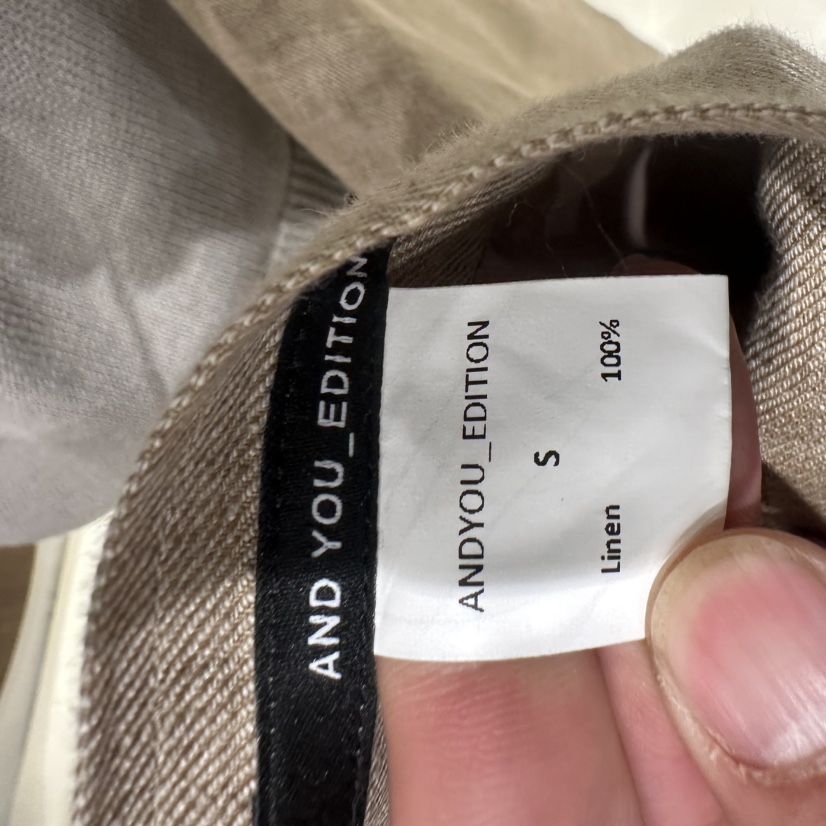 AND YOU_EDITION
ANDYOU_EDITION
S
Linen 100%